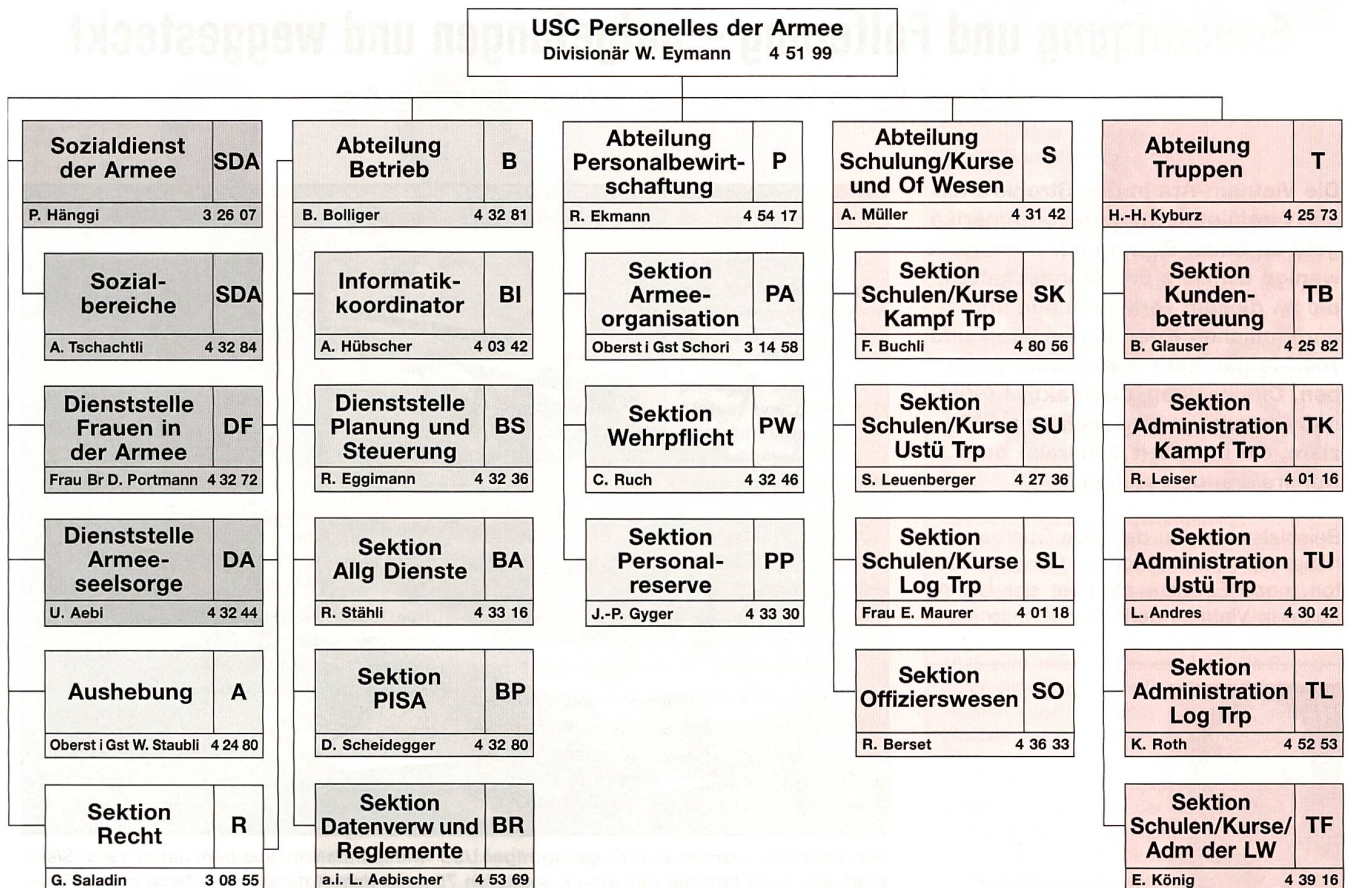 USC Personelles der Armee
Divisionär W. Eymann 4 51 99
Sozialdienst
der Armee
SDA
P. Hänggi 3 26 07
Sozial-
bereiche
SDA
A. Tschachtli 4 32 84
Dienststelle
Frauen in
der Armee
DF
Frau Br D. Portmann 4 32 72
Dienststelle
Armee-
seelsorge
DA
U. Aebi 4 32 44
Aushebung
A
Oberst i Gst W. Staubli 4 24 80
Sektion
Recht
R
G. Saladin 3 08 55
Abteilung
Betrieb
B
B. Bolliger 4 32 81
Informatik-
koordinator
BI
A. Hübscher 4 03 42
Dienststelle
Planung und
Steuerung
BS
R. Eggimann 4 32 36
Sektion
Allg Dienste
BA
R. Stähli 4 33 16
Sektion
PISA
BP
D. Scheidegger 4 32 80
Sektion
Datenverw und
Reglemente
BR
a.i. L. Aebischer 4 53 69
Abteilung
Personalbewirt-
schaftung
P
R. Ekmann 4 54 17
Sektion
Armee-
organisation
PA
Oberst i Gst Schori 3 14 58
Sektion
Wehrpflicht
PW
C. Ruch 4 32 46
Sektion
Personal-
reserve
PP
J.-P. Gyger 4 33 30
Abteilung
Schulung/Kurse
und Of Wesen
S
A. Müller 4 31 42
Sektion
Schulen/Kurse
Kampf Trp
SK
F. Buchli 4 80 56
Sektion
Schulen/Kurse
Ustü Trp
SU
S. Leuenberger 4 27 36
Sektion
Schulen/Kurse
Log Trp
SL
Frau E. Maurer 4 01 18
Sektion
Offizierswesen
SO
R. Berset 4 36 33
Abteilung
Truppen
T
H.-H. Kyburz 4 25 73
Sektion
Kunden-
betreuung
TB
B. Glauser 4 25 82
Sektion
Administration
Kampf Trp
TK
R. Leiser 4 01 16
Sektion
Administration
Ustü Trp
TU
L. Andres 4 30 42
Sektion
Administration
Log Trp
TL
K. Roth 4 52 53
Sektion
Schulen/Kurse/
Adm der LW
TF
E. König 4 39 16